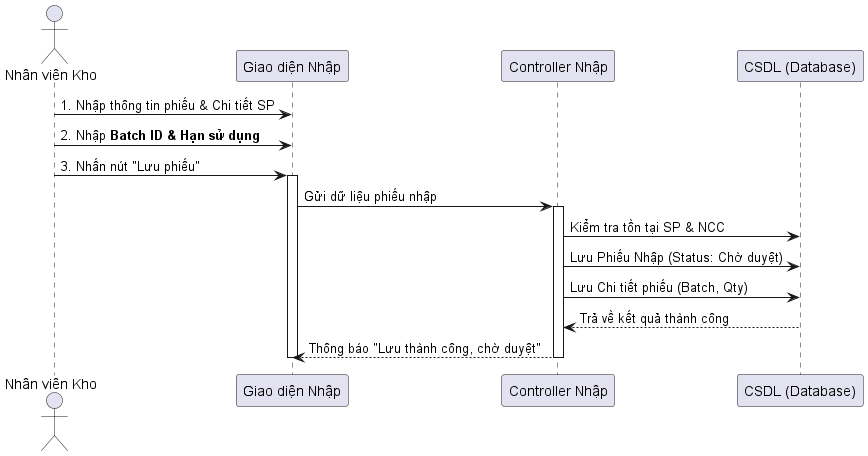 Nhân viên Kho
Giao diện Nhập
Controller Nhập
CSDL (Database)
1. Nhập thông tin phiếu & Chi tiết SP
2. Nhập Batch ID & Hạn sử dụng
3. Nhấn nút "Lưu phiếu"
Gửi dữ liệu phiếu nhập
Kiểm tra tồn tại SP & NCC
Lưu Phiếu Nhập (Status: Chờ duyệt)
Lưu Chi tiết phiếu (Batch, Qty)
Trả về kết quả thành công
Thông báo "Lưu thành công, chờ duyệt"
Nhân viên Kho
Giao diện Nhập
Controller Nhập
CSDL (Database)